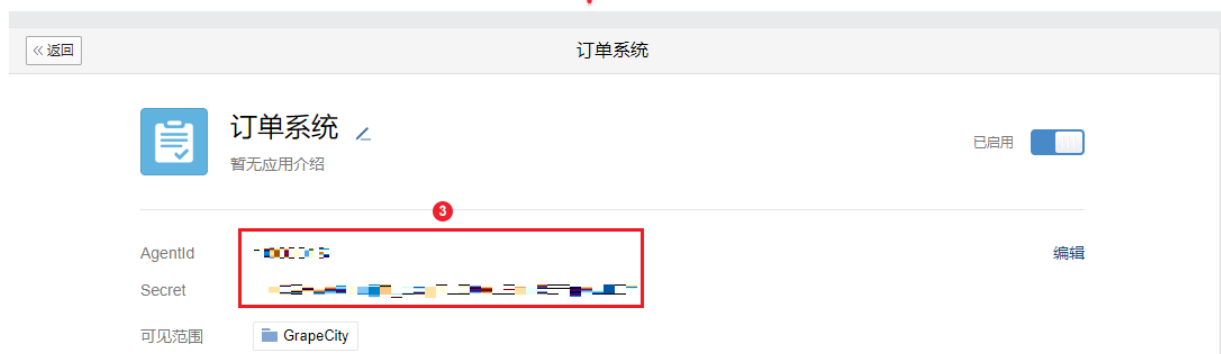 返回
订单系统
订单系统
暂无应用介绍
已启用
3
AgentId
编辑
Secret
可见范围
GrapeCity